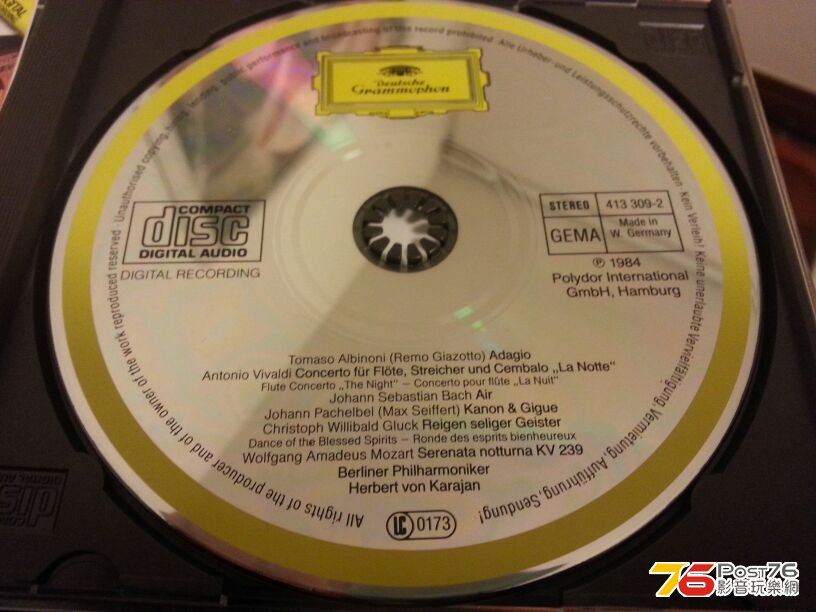 DIGITAL
Deutsche
Grammophon
All rights of the producer and of the owner of the work reproduced reserved · Unauthorised copying, hiring, lending, public performance and broadcasting of this record prohibited · Alle Urheber- und Leistungsschutzrechte vorbehalten · Kein Verleih! Keine unerlaubte Vervielfältigung, Vermietung, Aufführung, Sendung!
COMPACT
disc
DIGITAL AUDIO
DIGITAL RECORDING
STEREO 413 309-2
GEMA Made in
W. Germany
℗ 1984
Polydor International
GmbH, Hamburg
Tomaso Albinoni (Remo Giazotto) Adagio
Antonio Vivaldi Concerto für Flöte, Streicher und Cembalo „La Notte“
Flute Concerto „The Night“ – Concerto pour flûte „La Nuit“
Johann Sebastian Bach Air
Johann Pachelbel (Max Seiffert) Kanon & Gigue
Christoph Willibald Gluck Reigen seliger Geister
Dance of the Blessed Spirits – Ronde des esprits bienheureux
Wolfgang Amadeus Mozart Serenata notturna KV 239
Berliner Philharmoniker
Herbert von Karajan
LC 0173
COMPACT
disc
DIGITAL AUDIO
76 Post76
影音玩樂網